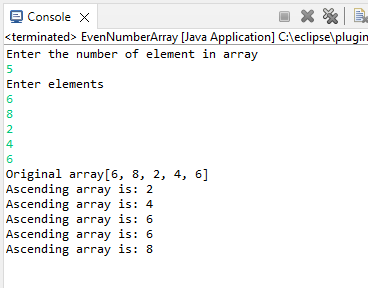 Console
<terminated> EvenNumberArray [Java Application] C:\eclipse\plugin
Enter the number of element in array
5
Enter elements
6
8
2
4
6
Original array[6, 8, 2, 4, 6]
Ascending array is: 2
Ascending array is: 4
Ascending array is: 6
Ascending array is: 6
Ascending array is: 8